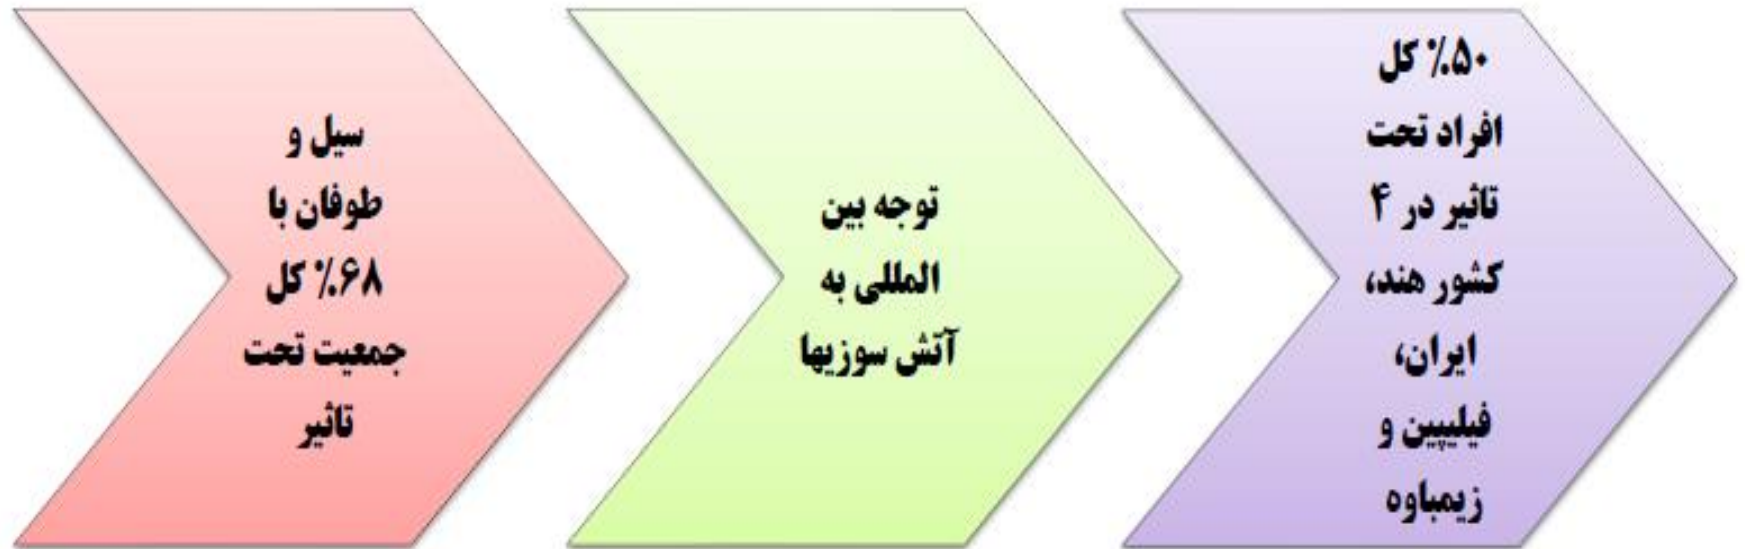 سیل و
طوفان با
۶۸٪ کل
جمعیت تحت
تاثیر
توجه بین
المللی به
آتش سوزیها
۵۰٪ کل
افراد تحت
تاثیر در ۴
کشور هند،
ایران،
فیلیپین و
زیمباوه